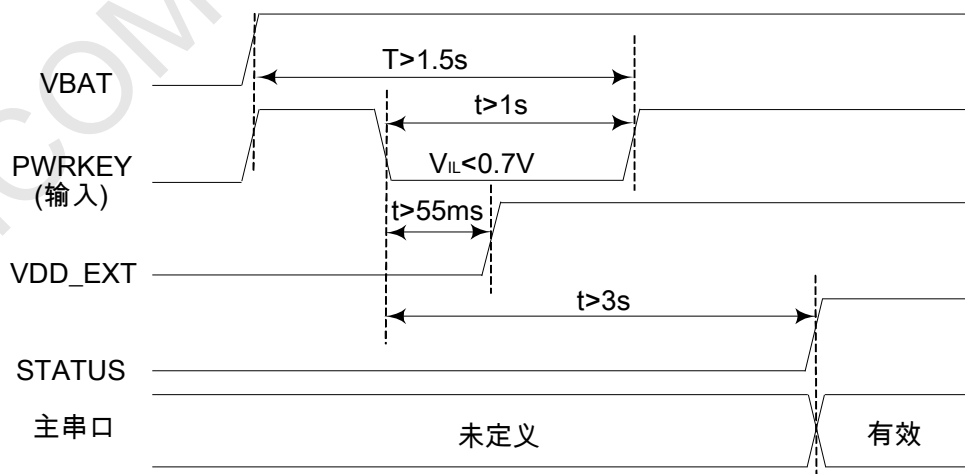 VBAT
T>1.5s
t>1s
PWRKEY
(输入)
VIL<0.7V
t>55ms
VDD_EXT
t>3s
STATUS
主串口
未定义
有效